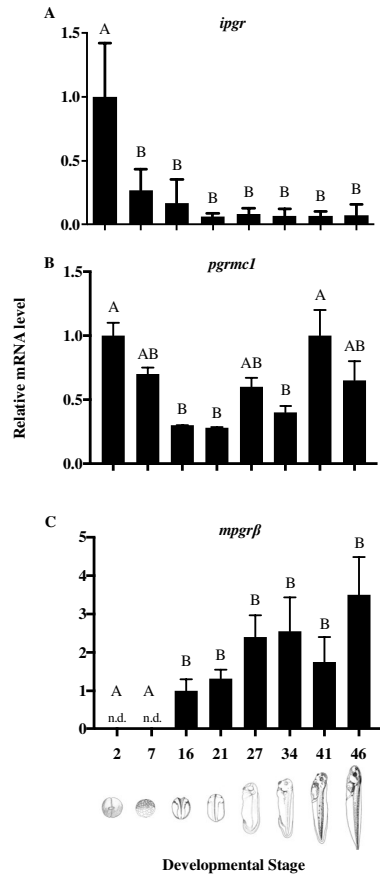 A
ipgr
1.5
1.0
0.5
0.0
A
B
B
B
B
B
B
B
B
pgrmc1
1.5
1.0
0.5
0.0
A
AB
B
B
AB
B
A
AB
Relative mRNA level
C
mpgrβ
5
4
3
2
1
0
A
A
B
B
B
B
B
B
n.d.
n.d.
2 7 16 21 27 34 41 46
Developmental Stage